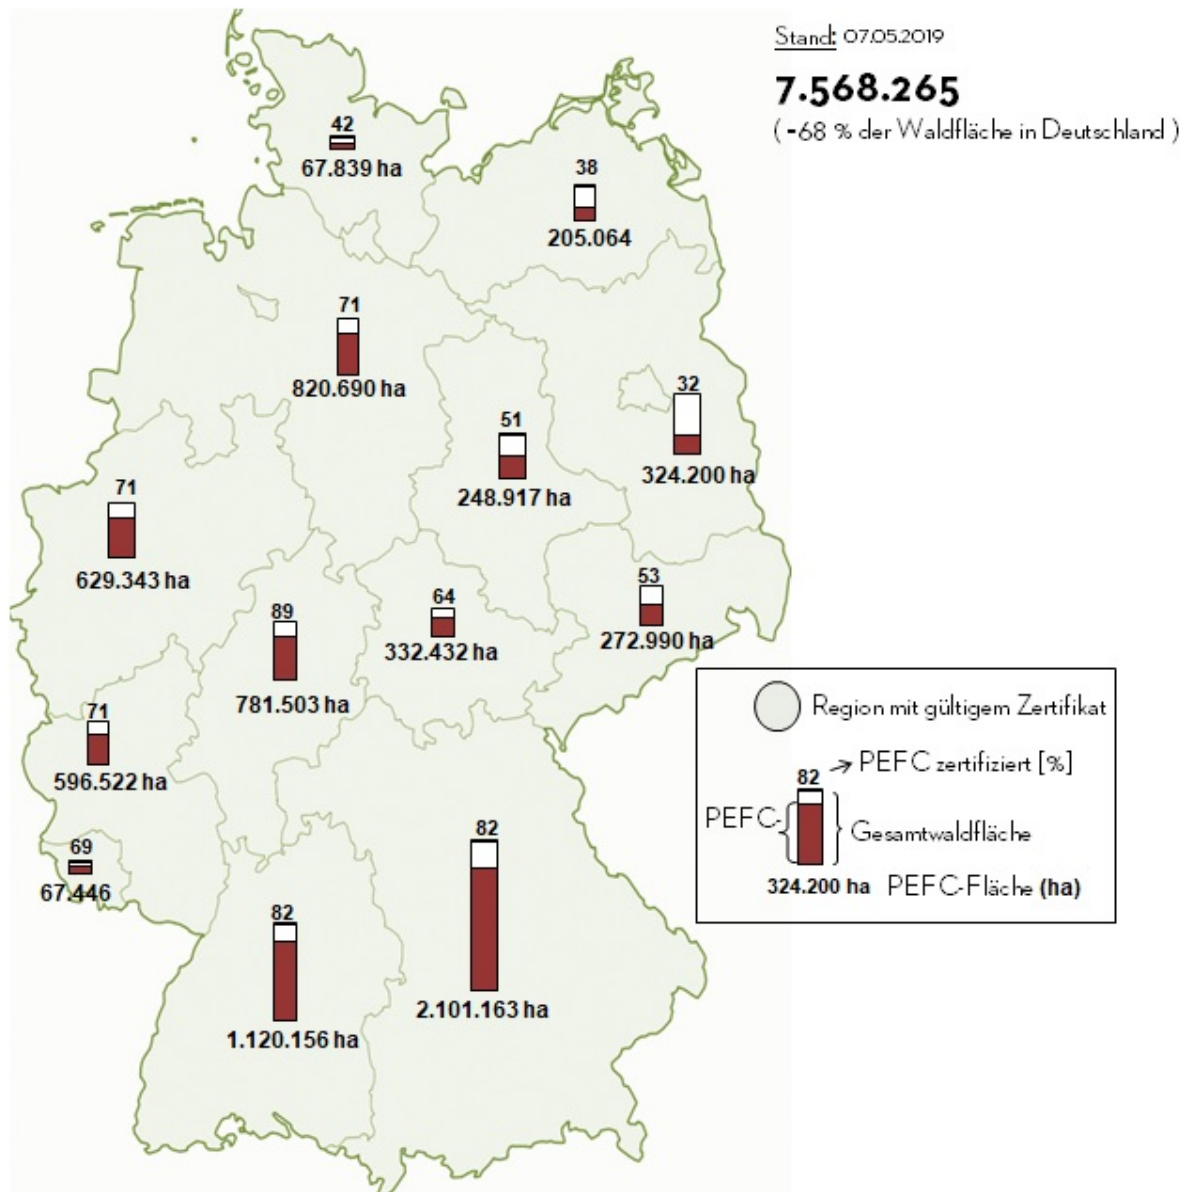 Stand: 07.05.2019
7.568.265
( -68 % der Waldfläche in Deutschland )
42
67.839 ha
38
205.064
71
820.690 ha
32
324.200 ha
51
248.917 ha
71
629.343 ha
53
272.990 ha
64
332.432 ha
89
781.503 ha
71
596.522 ha
69
67.446
82
1.120.156 ha
82
2.101.163 ha
Region mit gültigem Zertifikat
82 PEFC zertifiziert [%]
PEFC- Gesamtwaldfläche
324.200 ha PEFC-Fläche (ha)